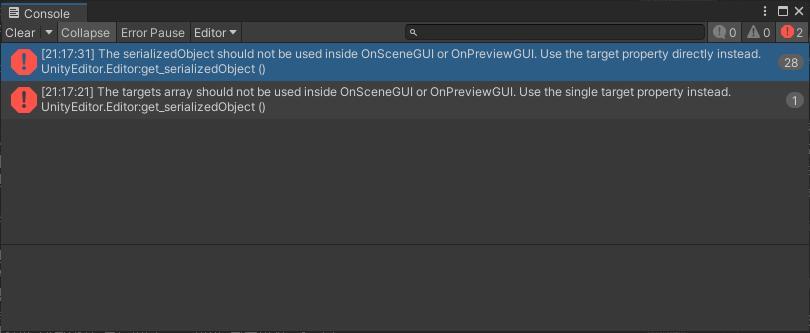 Console
Clear Collapse Error Pause Editor 0 0 2
[21:17:31] The serializedObject should not be used inside OnSceneGUI or OnPreviewGUI. Use the target property directly instead.
UnityEditor.Editor:get_serializedObject ()
28
[21:17:21] The targets array should not be used inside OnSceneGUI or OnPreviewGUI. Use the single target property instead.
UnityEditor.Editor:get_serializedObject ()
1